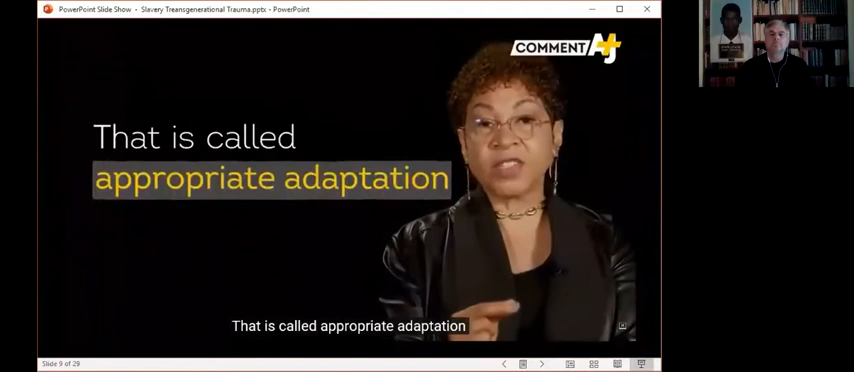 PowerPoint Slide Show • Slavery Treansgenerational Trauma.pptx - PowerPoint
COMMENT/AJ+
That is called
appropriate adaptation
That is called appropriate adaptation
Slide 9 of 29